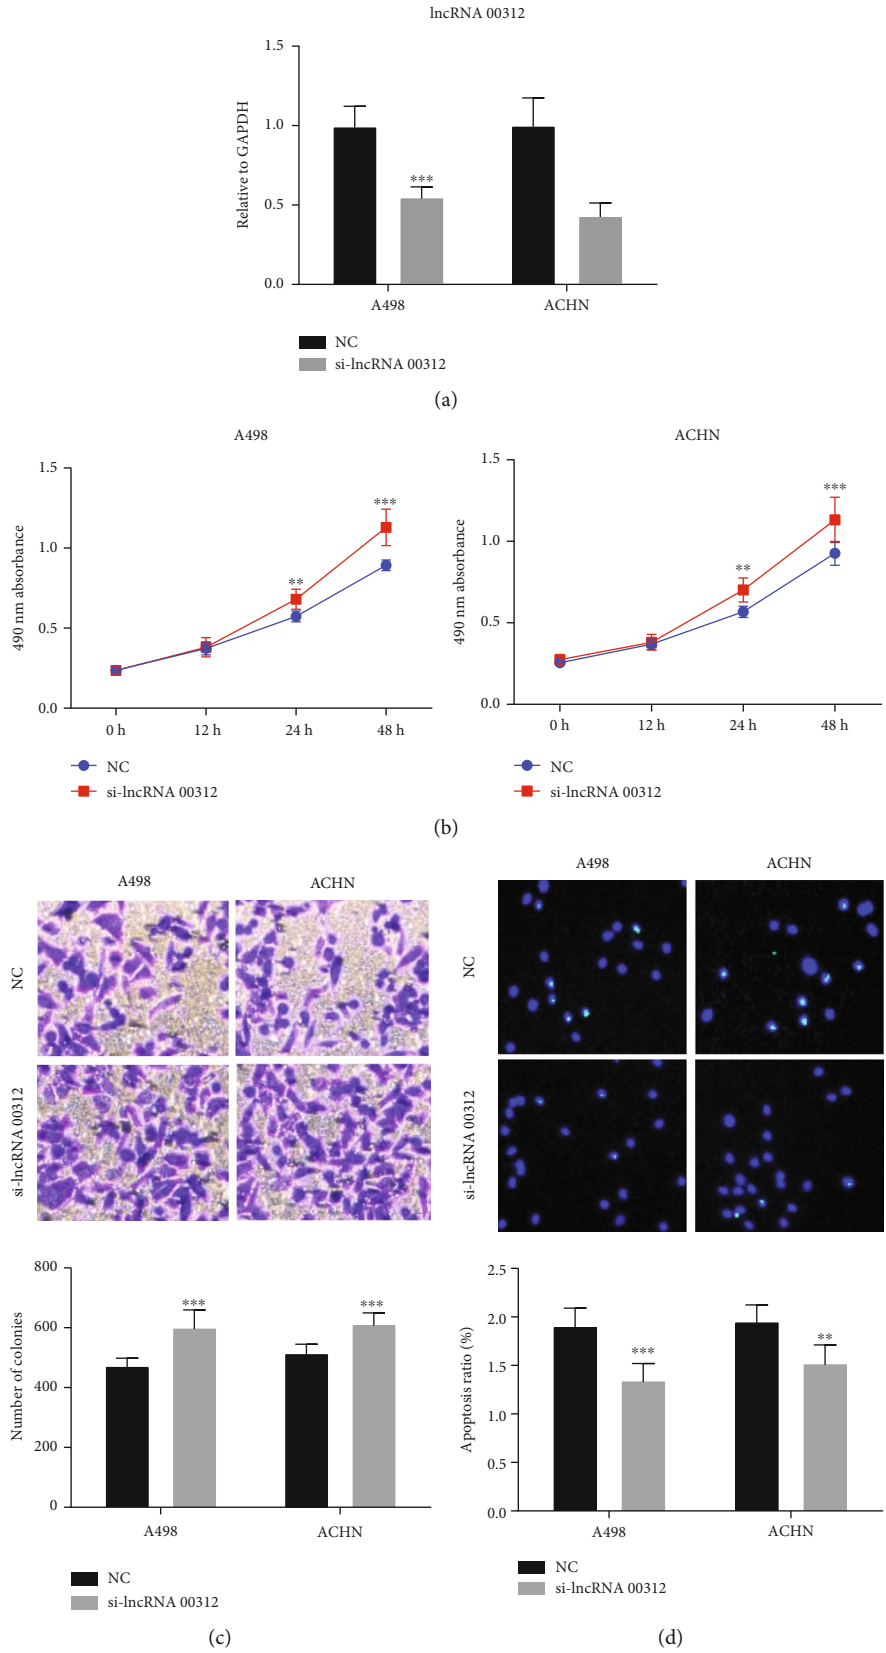 lncRNA 00312
1.5
1.0
0.5
0.0
Relative to GAPDH
***
A498
ACHN
NC
si-lncRNA 00312
(a)
A498
1.5
1.0
0.5
0.0
490 nm absorbance
**
***
0 h
12 h
24 h
48 h
NC
si-lncRNA 00312
ACHN
1.5
1.0
0.5
0.0
490 nm absorbance
**
***
0 h
12 h
24 h
48 h
NC
si-lncRNA 00312
(b)
A498
ACHN
NC
si-lncRNA 00312
800
600
400
200
0
Number of colonies
***
***
A498
ACHN
NC
si-lncRNA 00312
(c)
A498
ACHN
NC
si-lncRNA 00312
2.5
2.0
1.5
1.0
0.5
0.0
Apoptosis ratio (%)
***
**
A498
ACHN
NC
si-lncRNA 00312
(d)